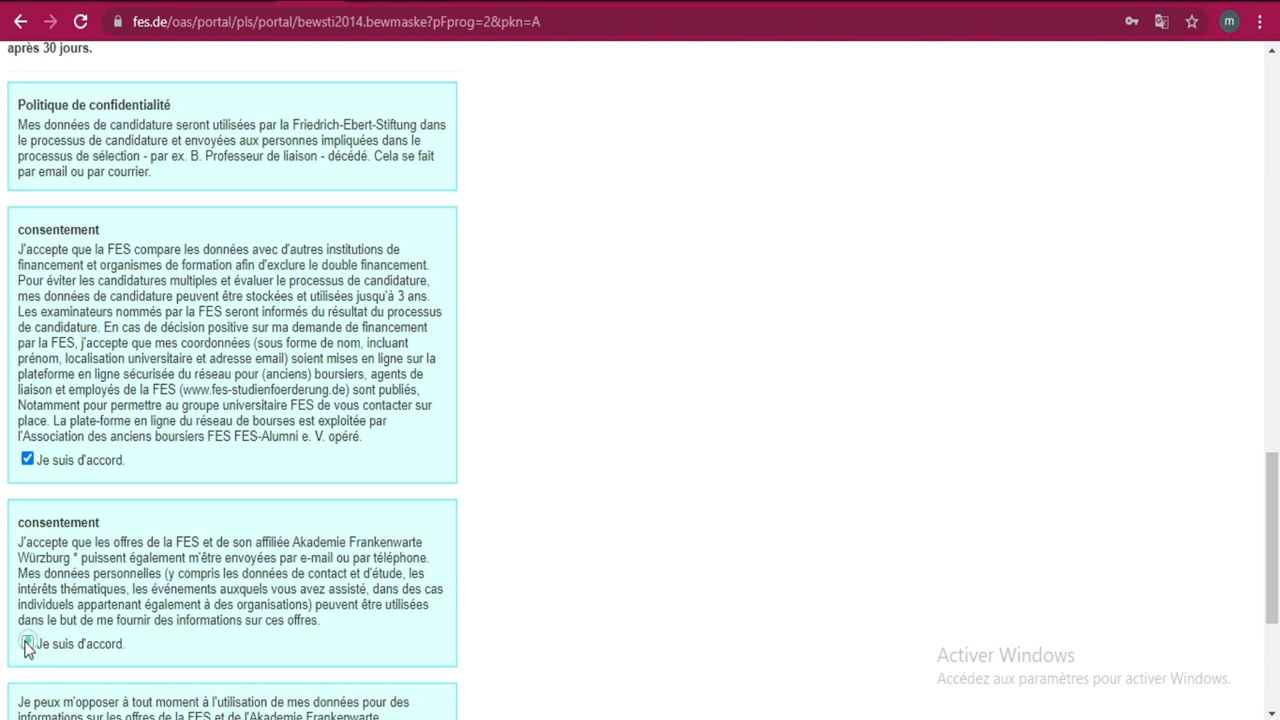 fes.de/oas/portal/pls/portal/bewsti2014.bewmaske?pFprog=2&pkn=A
m
après 30 jours.
Politique de confidentialité
Mes données de candidature seront utilisées par la Friedrich-Ebert-Stiftung dans
le processus de candidature et envoyées aux personnes impliquées dans le
processus de sélection - par ex. B. Professeur de liaison - décédé. Cela se fait
par email ou par courrier.
consentement
J'accepte que la FES compare les données avec d'autres institutions de
financement et organismes de formation afin d'exclure le double financement.
Pour éviter les candidatures multiples et évaluer le processus de candidature,
mes données de candidature peuvent être stockées et utilisées jusqu'à 3 ans.
Les examinateurs nommés par la FES seront informés du résultat du processus
de candidature. En cas de décision positive sur ma demande de financement
par la FES, j'accepte que mes coordonnées (sous forme de nom, incluant
prénom, localisation universitaire et adresse email) soient mises en ligne sur la
plateforme en ligne sécurisée du réseau pour (anciens) boursiers, agents de
liaison et employés de la FES (www.fes-studienfoerderung.de) sont publiés,
Notamment pour permettre au groupe universitaire FES de vous contacter sur
place. La plate-forme en ligne du réseau de bourses est exploitée par
l'Association des anciens boursiers FES FES-Alumni e. V. opéré.
Je suis d'accord.
consentement
J'accepte que les offres de la FES et de son affiliée Akademie Frankenwarte
Würzburg * puissent également m'être envoyées par e-mail ou par téléphone.
Mes données personnelles (y compris les données de contact et d'étude, les
intérêts thématiques, les événements auxquels vous avez assisté, dans des cas
individuels appartenant également à des organisations) peuvent être utilisées
dans le but de me fournir des informations sur ces offres.
Je suis d'accord.
Je peux m'opposer à tout moment à l'utilisation de mes données pour des
informations sur les offres de la FES et de l'Akademie Frankenwarte
Activer Windows
Accédez aux paramètres pour activer Windows.